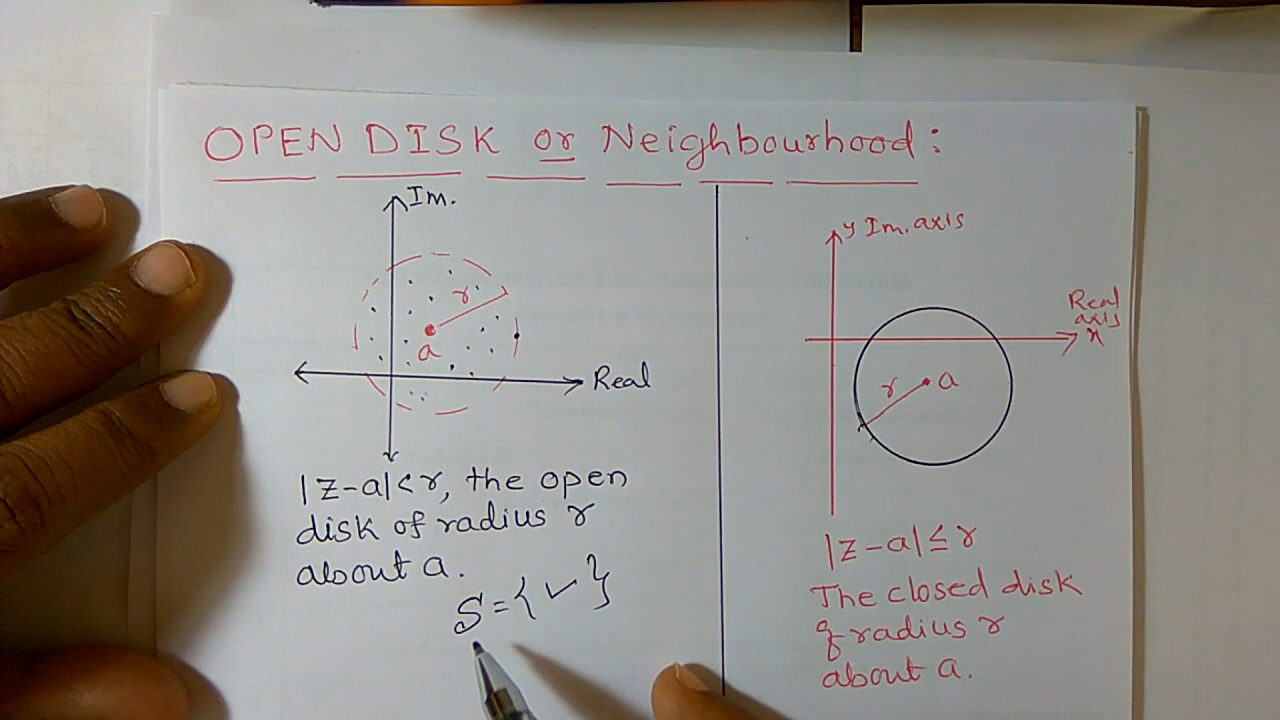 OPEN DISK or Neighbourhood:
Im.
r
a
Real
|z-a|<r, the open
disk of radius r
about a.
S={✓}
y Im. axis
Real
axis
x
r
a
|z-a|≤r
The closed disk
of radius r
about a.